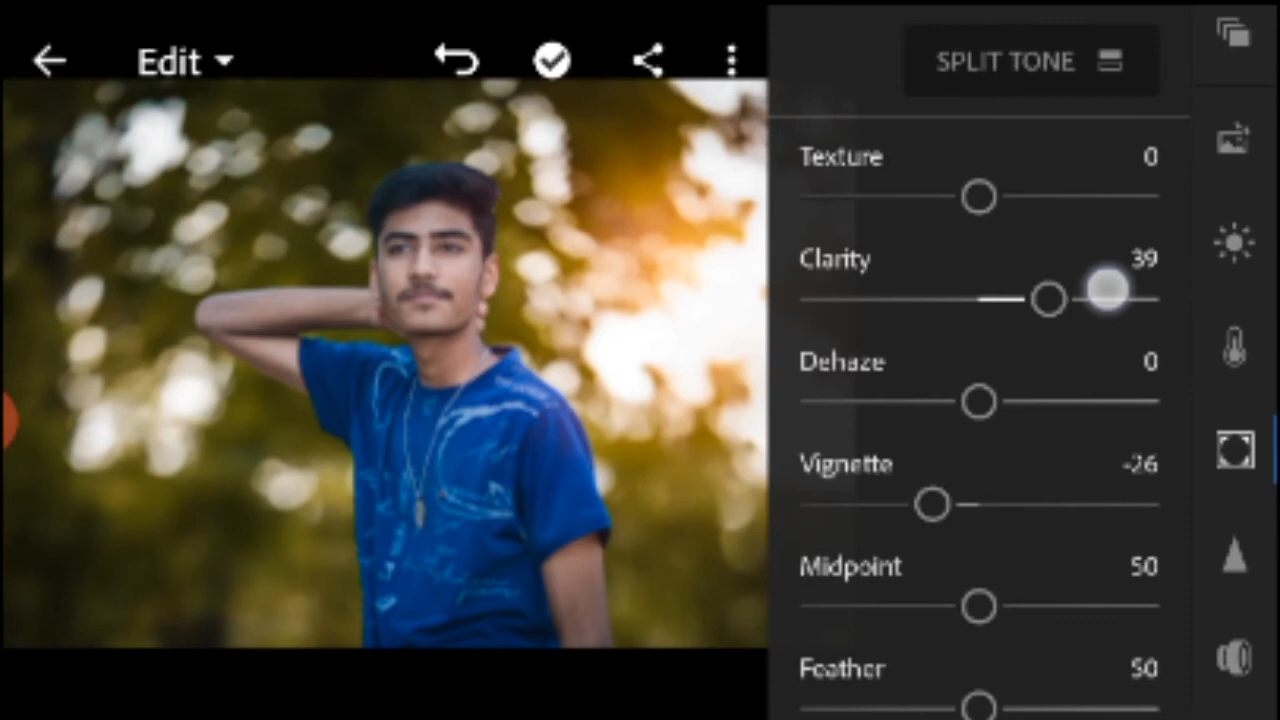 Edit
SPLIT TONE
Texture 0
Clarity 39
Dehaze 0
Vignette -26
Midpoint 50
Feather 50